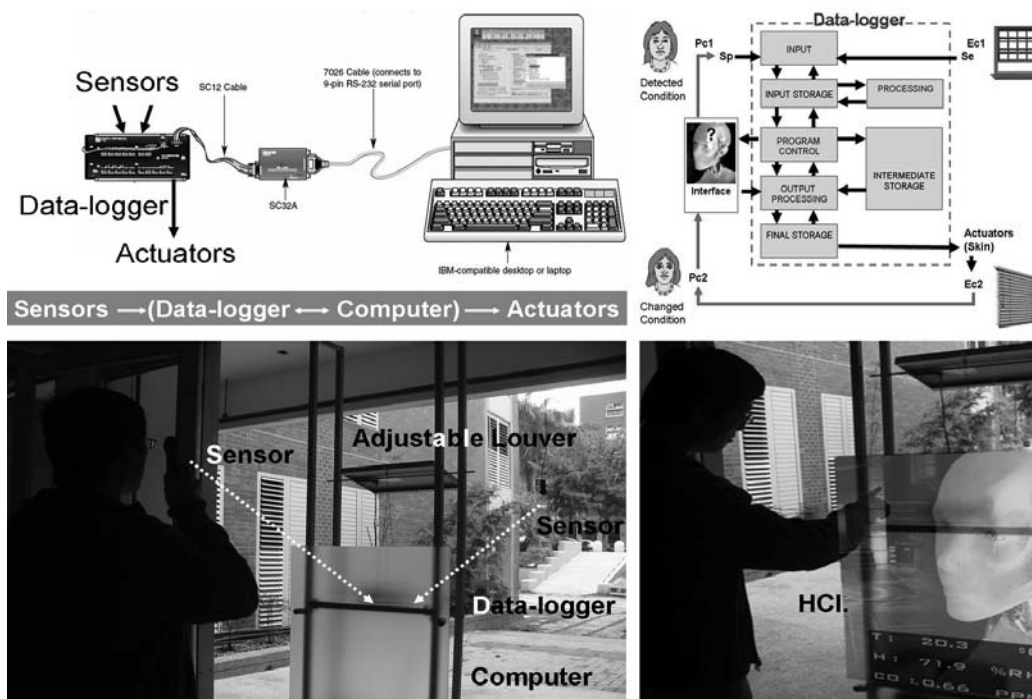 Sensors
SC12 Cable
7026 Cable (connects to
9-pin RS-232 serial port)
Data-logger
SC32A
Actuators
IBM-compatible desktop or laptop
Sensors → (Data-logger ↔ Computer) → Actuators
Data-logger
Pc1
Sp
INPUT
Ec1
Se
Detected
Condition
INPUT STORAGE
PROCESSING
?
PROGRAM
CONTROL
Interface
INTERMEDIATE
STORAGE
OUTPUT
PROCESSING
FINAL STORAGE
Actuators
(Skin)
Pc2
Ec2
Changed
Condition
Adjustable Louver
Sensor
Sensor
Data-logger
Computer
HCI.
T: 20.3
H: 71.9 %R
CO:0.66